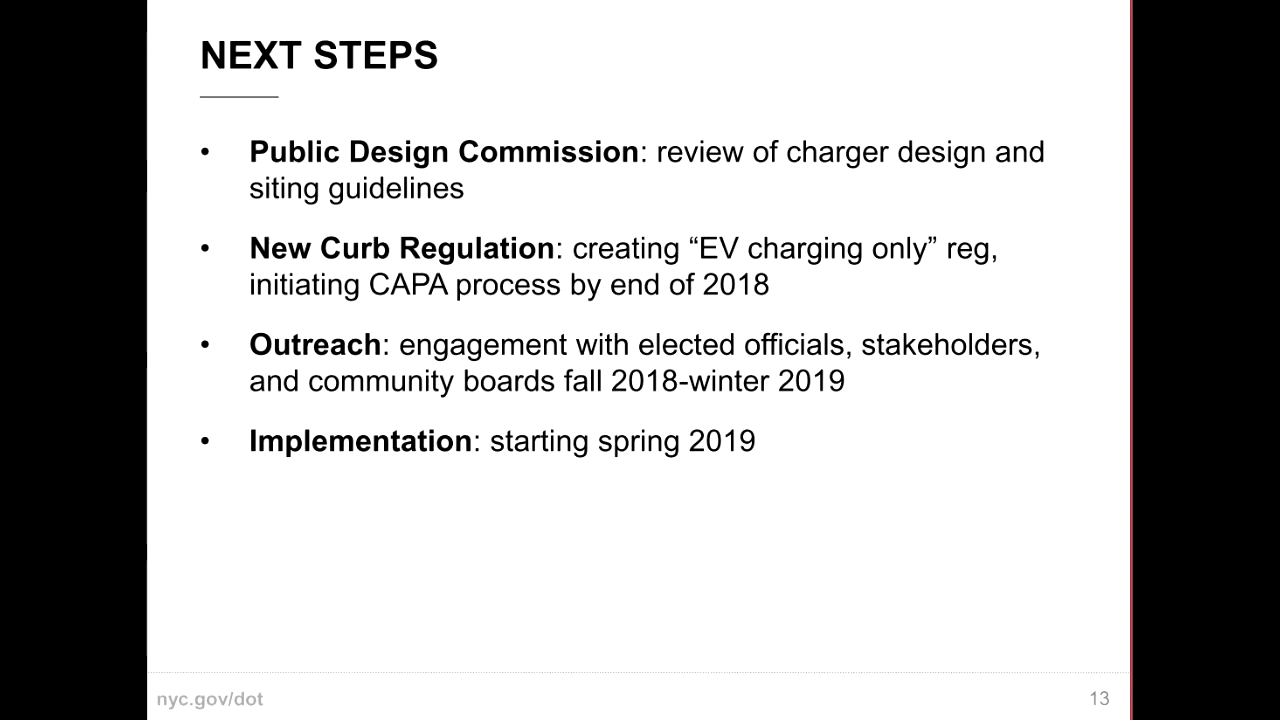 NEXT STEPS
• Public Design Commission: review of charger design and
siting guidelines
• New Curb Regulation: creating “EV charging only” reg,
initiating CAPA process by end of 2018
• Outreach: engagement with elected officials, stakeholders,
and community boards fall 2018-winter 2019
• Implementation: starting spring 2019
nyc.gov/dot
13